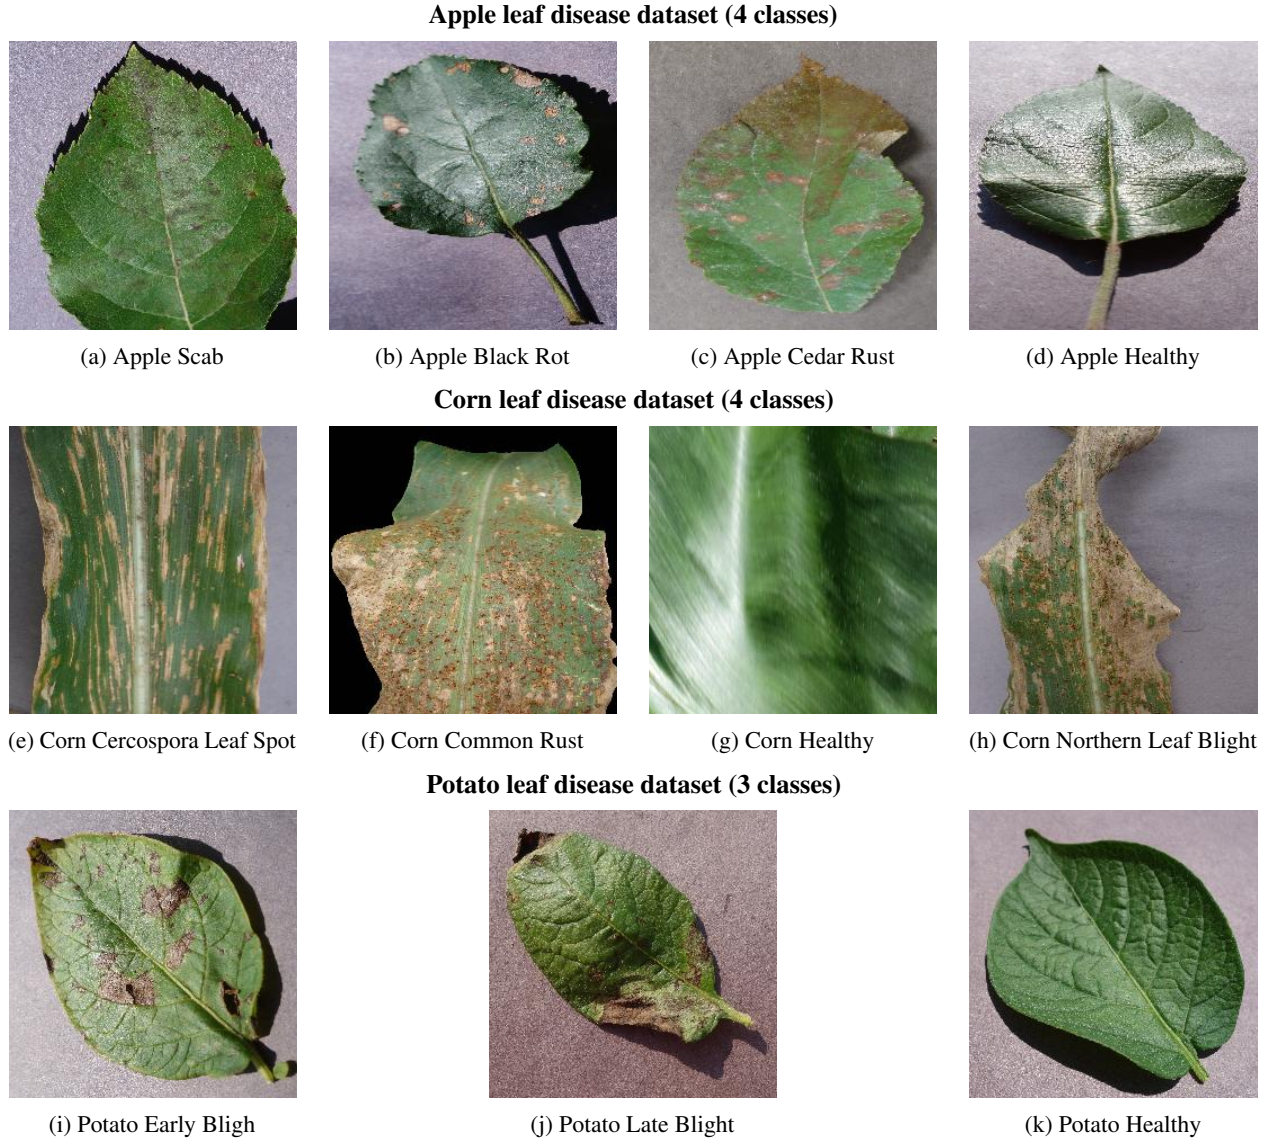 Apple leaf disease dataset (4 classes)
(a) Apple Scab
(b) Apple Black Rot
(c) Apple Cedar Rust
(d) Apple Healthy
Corn leaf disease dataset (4 classes)
(e) Corn Cercospora Leaf Spot
(f) Corn Common Rust
(g) Corn Healthy
(h) Corn Northern Leaf Blight
Potato leaf disease dataset (3 classes)
(i) Potato Early Bligh
(j) Potato Late Blight
(k) Potato Healthy